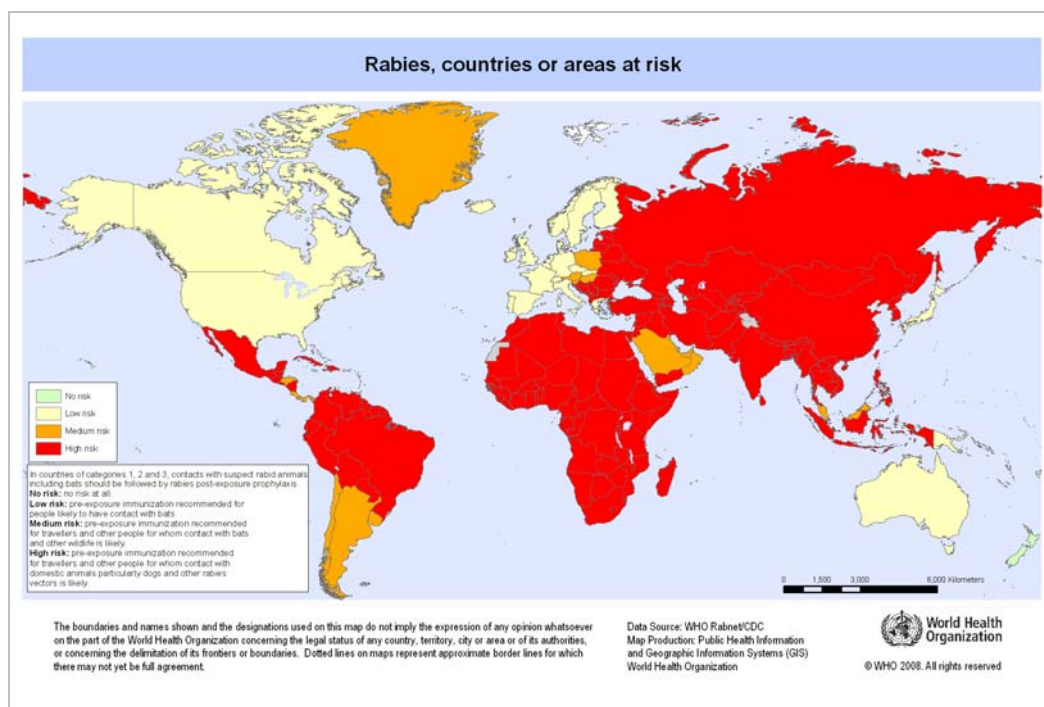 Rabies, countries or areas at risk
No risk
Low risk
Medium risk
High risk
In countries of categories 1, 2 and 3, contacts with suspect rabid animals
including bats should be followed by rabies post-exposure prophylaxis.
No risk: no risk at all.
Low risk: pre-exposure immunization recommended for
people likely to have contact with bats.
Medium risk: pre-exposure immunization recommended
for travellers and other people for whom contact with bats
and other wildlife is likely.
High risk: pre-exposure immunization recommended
for travellers and other people for whom contact with
domestic animals particularly dogs and other rabies
vectors is likely.
0 1,500 3,000 6,000 Kilometers
The boundaries and names shown and the designations used on this map do not imply the expression of any opinion whatsoever
on the part of the World Health Organization concerning the legal status of any country, territory, city or area or of its authorities,
or concerning the delimitation of its frontiers or boundaries. Dotted lines on maps represent approximate border lines for which
there may not yet be full agreement.
Data Source: WHO Rabnet/CDC
Map Production: Public Health Information
and Geographic Information Systems (GIS)
World Health Organization
World Health
Organization
© WHO 2008. All rights reserved